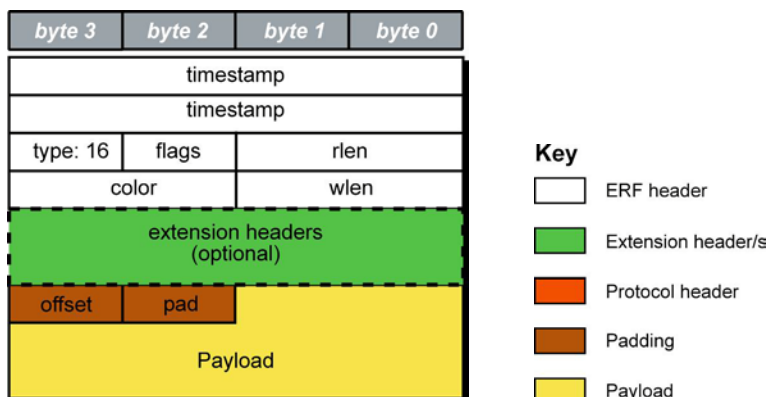 byte 3 byte 2 byte 1 byte 0
timestamp
timestamp
type: 16 flags rlen
color wlen
extension headers
(optional)
offset pad
Payload
Key
ERF header
Extension header/s
Protocol header
Padding
Payload